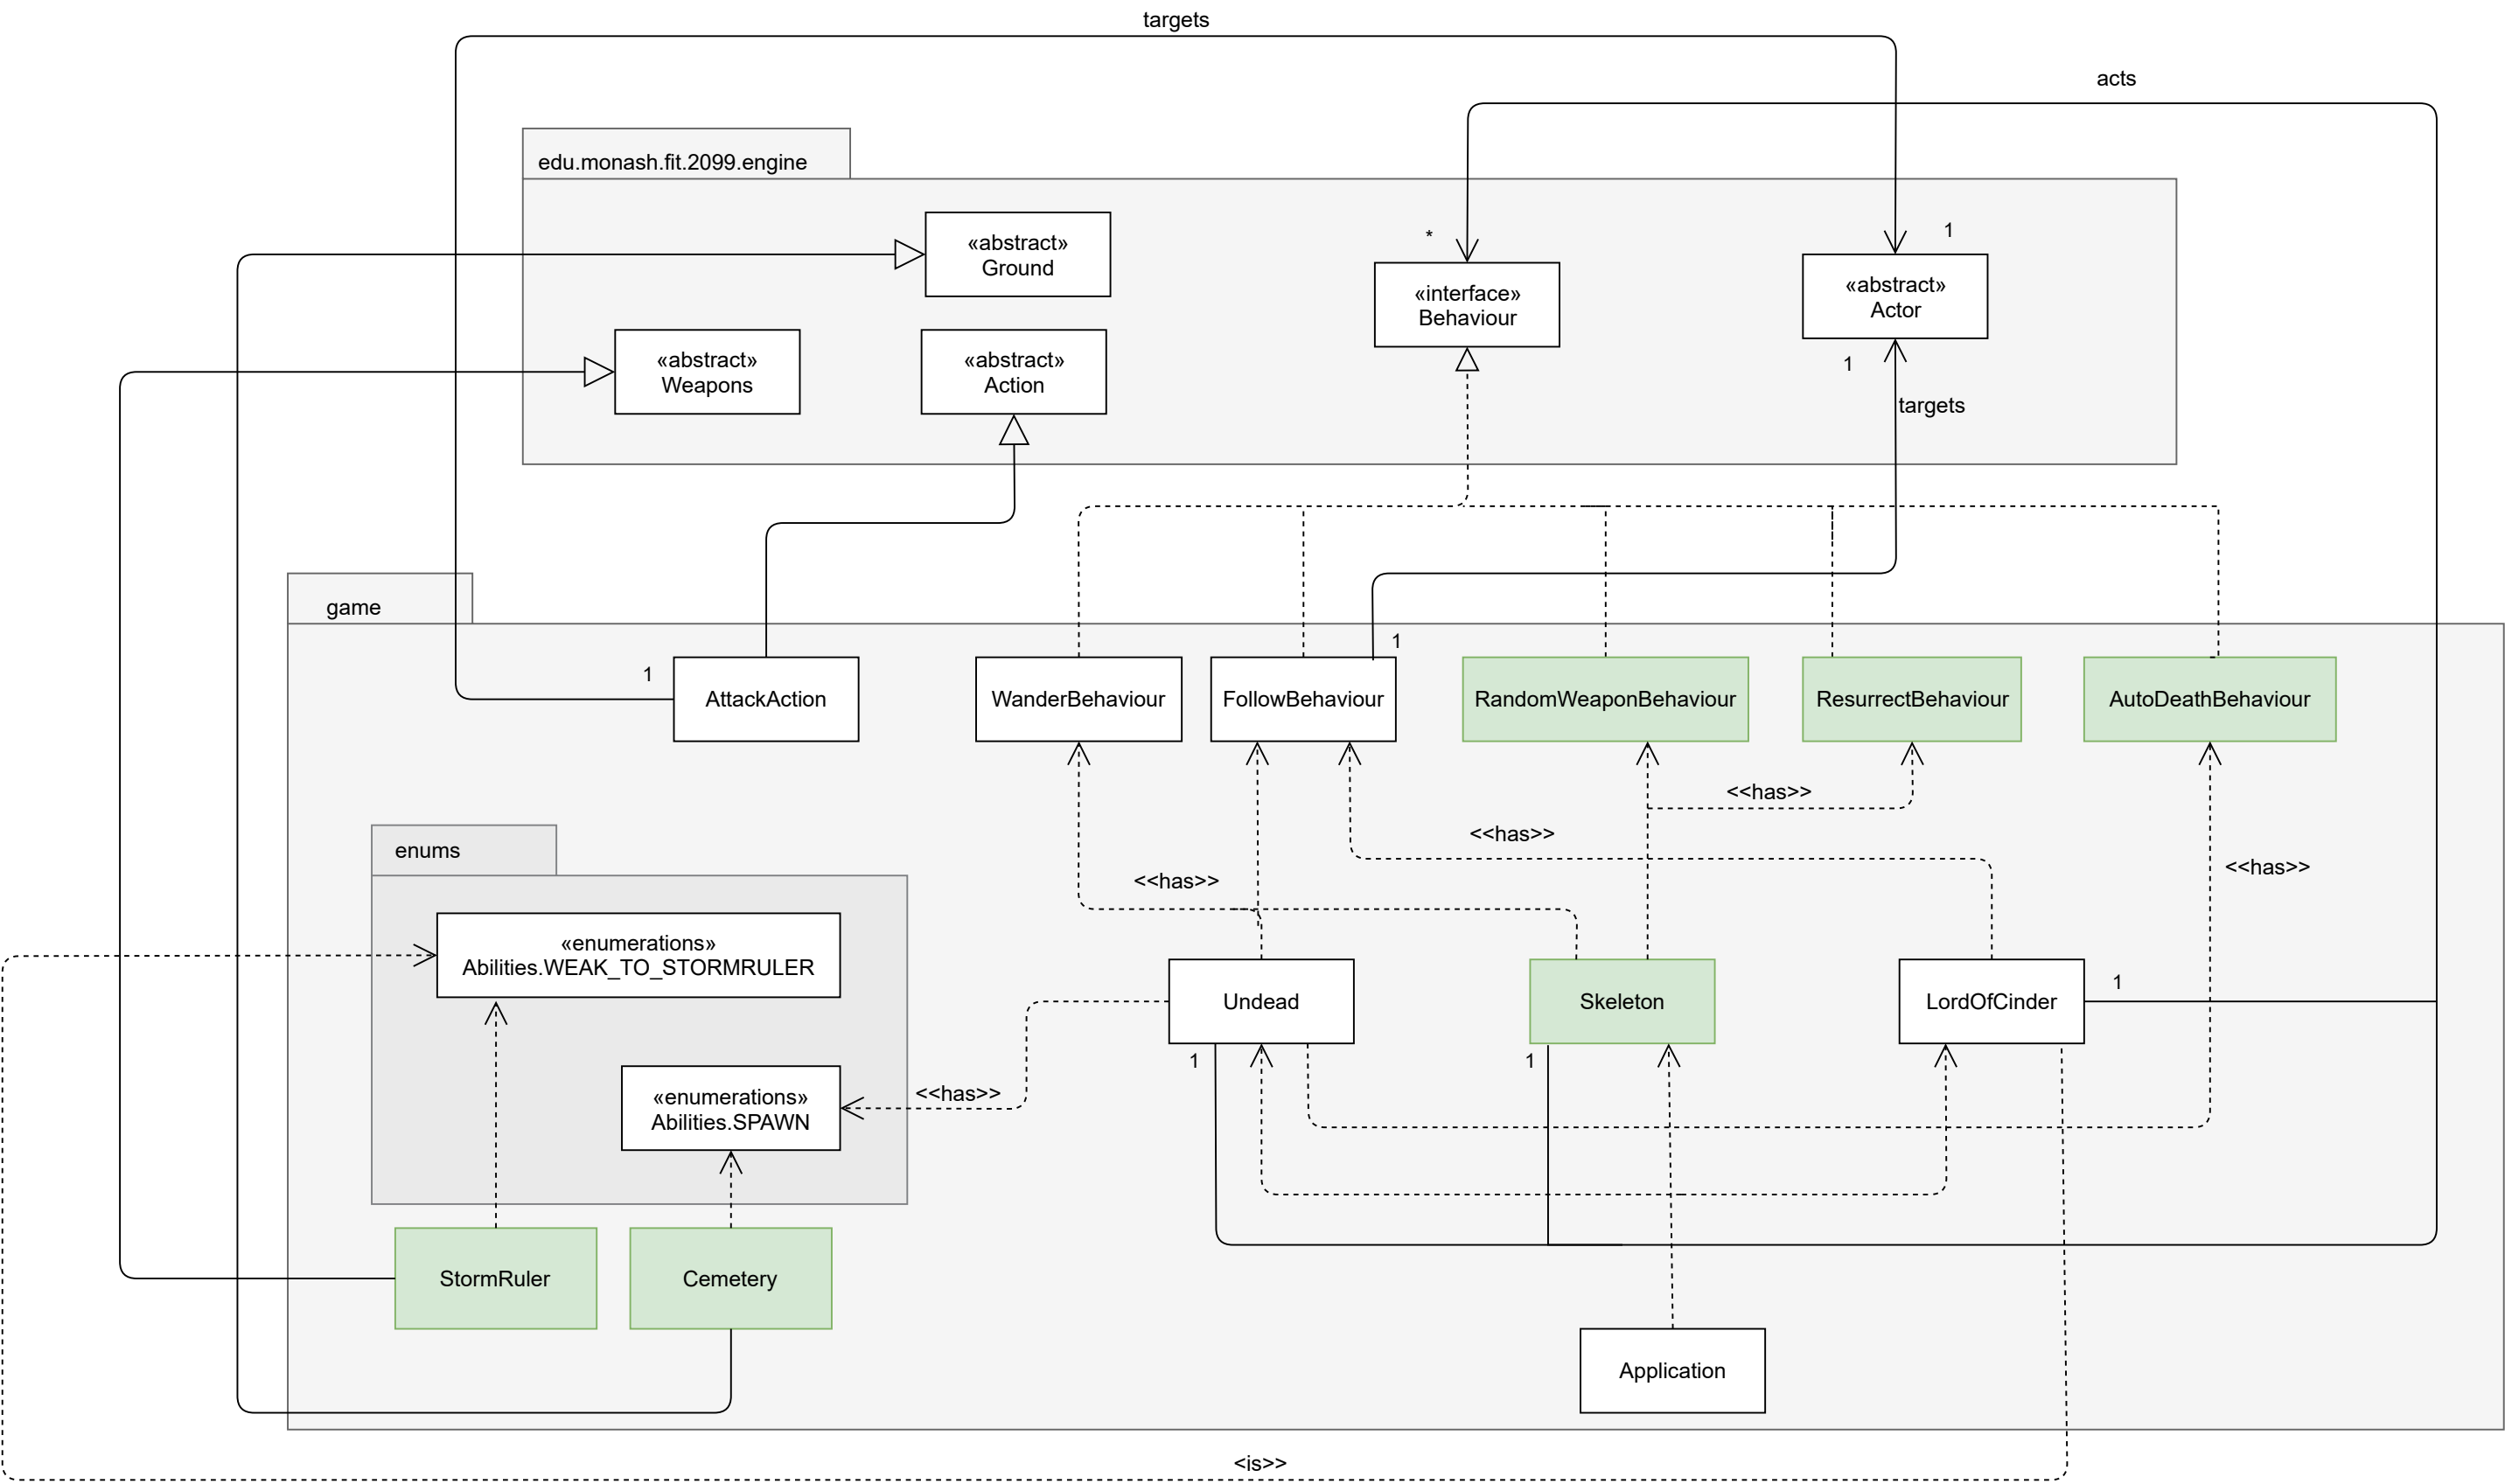 targets
acts
edu.monash.fit.2099.engine
«abstract»
Ground
*
1
«interface»
Behaviour
«abstract»
Actor
«abstract»
Weapons
«abstract»
Action
1
targets
game
1
1
AttackAction
WanderBehaviour
FollowBehaviour
RandomWeaponBehaviour
ResurrectBehaviour
AutoDeathBehaviour
<<has>>
<<has>>
enums
<<has>>
<<has>>
«enumerations»
Abilities.WEAK_TO_STORMRULER
1
Undead
Skeleton
LordOfCinder
1
1
<<has>>
«enumerations»
Abilities.SPAWN
StormRuler
Cemetery
Application
<is>>